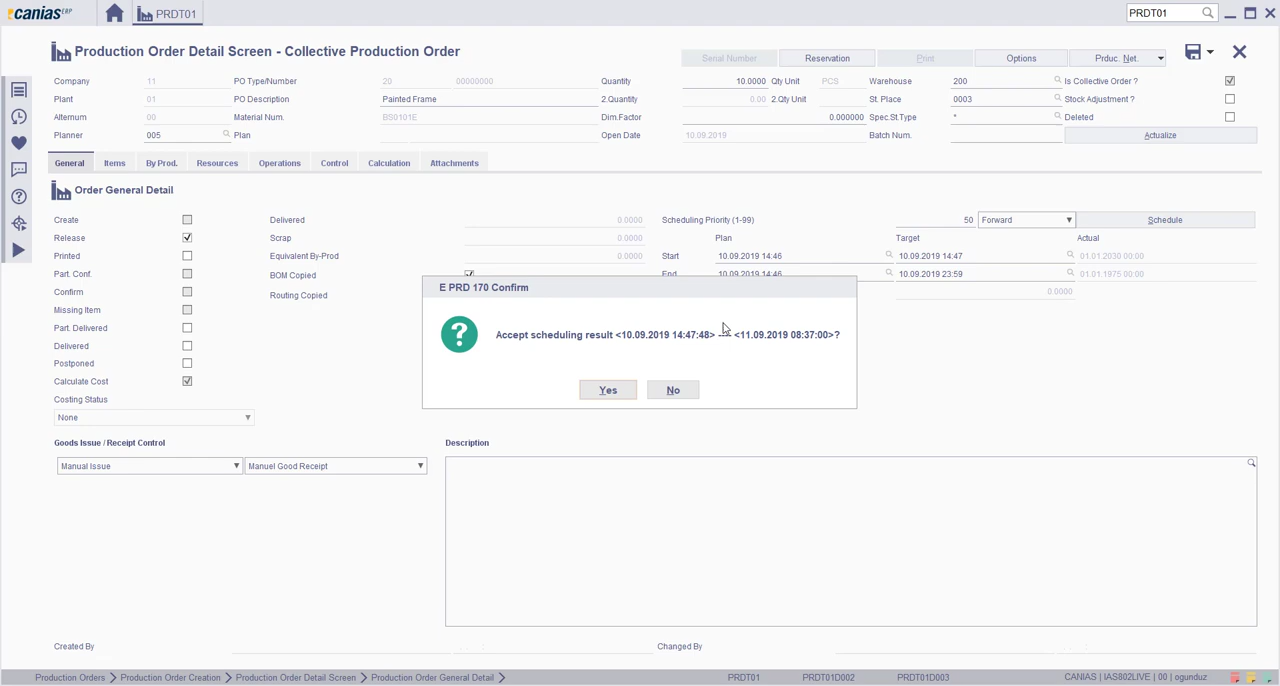 canias ERP PRDT01 PRDT01
Production Order Detail Screen - Collective Production Order
Serial Number Reservation Print Options Prduc. Net.
Company 11 PO Type/Number 20 00000000 Quantity 10.0000 Qty Unit PCS Warehouse 200 Is Collective Order ?
Plant 01 PO Description Painted Frame 2.Quantity 0.00 2.Qty Unit St. Place 0003 Stock Adjustment ?
Alternum 00 Material Num. BS0101E Dim.Factor 0.000000 Spec.St.Type * Deleted
Planner 005 Plan Open Date 10.09.2019 Batch Num. Actualize
General Items By Prod. Resources Operations Control Calculation Attachments
Order General Detail
Create Delivered 0.0000 Scheduling Priority (1-99) 50 Forward Schedule
Release Scrap 0.0000 Plan Target Actual
Printed Equivalent By-Prod 0.0000 Start 10.09.2019 14:46 10.09.2019 14:47 01.01.2030 00:00
Part. Conf. BOM Copied End 10.09.2019 14:46 10.09.2019 23:59 01.01.1975 00:00
Confirm Routing Copied 0.0000
E PRD 170 Confirm
Accept scheduling result <10.09.2019 14:47:48> --- <11.09.2019 08:37:00>?
Yes No
Missing Item
Part. Delivered
Delivered
Postponed
Calculate Cost
Costing Status
None
Goods Issue / Receipt Control Description
Manual Issue Manuel Good Receipt
Created By Changed By
Production Orders Production Order Creation Production Order Detail Screen Production Order General Detail PRDT01 PRDT01D002 PRDT01D003 CANIAS | IAS802LIVE | 00 | ogunduz